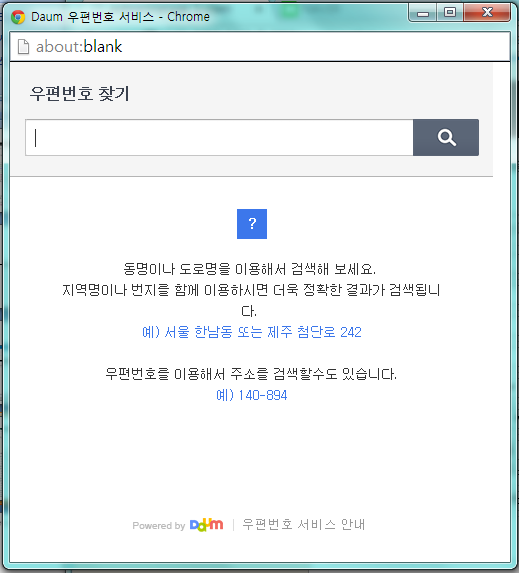 Daum 우편번호 서비스 - Chrome
about:blank
우편번호 찾기
?
동명이나 도로명을 이용해서 검색해 보세요.
지역명이나 번지를 함께 이용하시면 더욱 정확한 결과가 검색됩니
다.
예) 서울 한남동 또는 제주 첨단로 242
우편번호를 이용해서 주소를 검색할수도 있습니다.
예) 140-894
Powered by Daum | 우편번호 서비스 안내